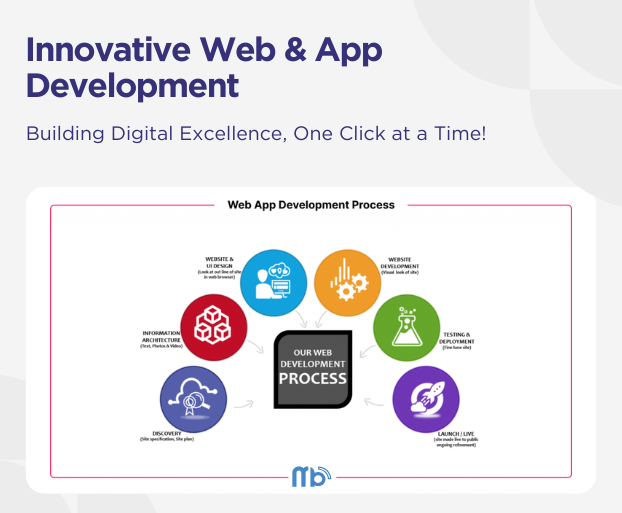 Innovative Web & App
Development
Building Digital Excellence, One Click at a Time!
Web App Development Process
WEBSITE &
UI DESIGN
(Look at out line of site
in web browser)
WEBSITE
DEVELOPMENT
(Visual look of site)
INFORMATION
ARCHITECTURE
(Text, Photos & Video)
TESTING &
DEPLOYMENT
(Fine tune site)
OUR WEB
DEVELOPMENT
PROCESS
DISCOVERY
(Site specification, Site plan)
LAUNCH / LIVE
(site made live to public
ongoing refinement)
Mb